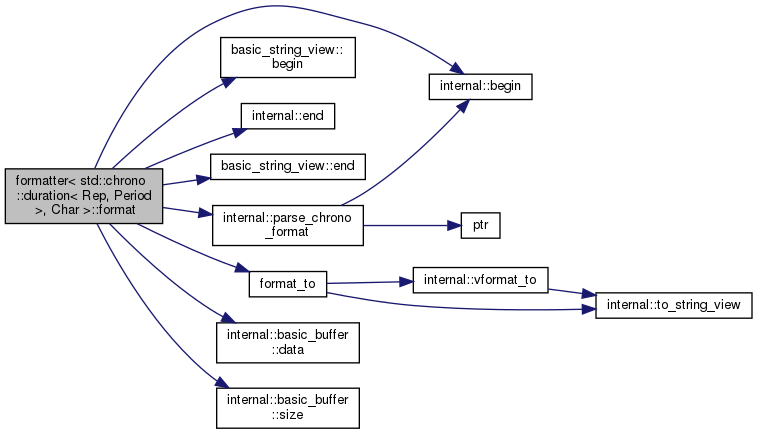 formatter< std::chrono
::duration< Rep, Period
>, Char >::format
basic_string_view::
begin
internal::end
basic_string_view::end
internal::parse_chrono
_format
format_to
internal::basic_buffer
::data
internal::basic_buffer
::size
internal::begin
ptr
internal::vformat_to
internal::to_string_view